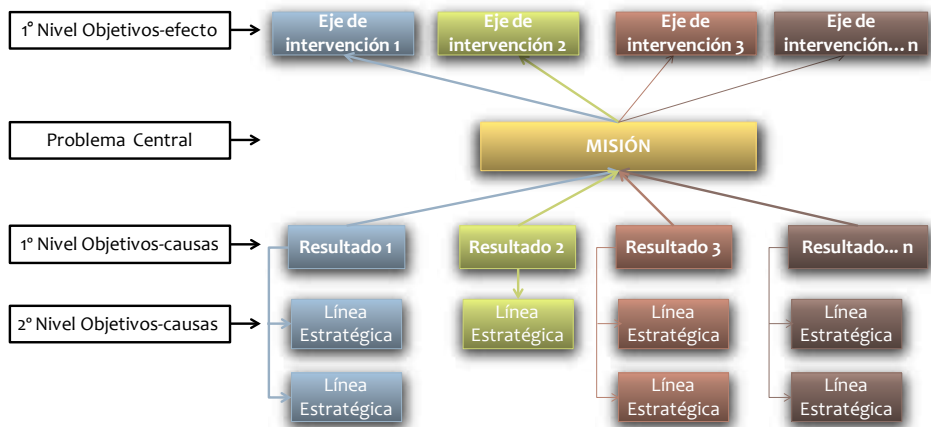 1° Nivel Objetivos-efecto
Eje de
intervención 1
Eje de
intervención 2
Eje de
intervención 3
Eje de
intervención... n
Problema Central
MISIÓN
1º Nivel Objetivos-causas
Resultado 1
Resultado 2
Resultado 3
Resultado... n
2º Nivel Objetivos-causas
Línea
Estratégica
Línea
Estratégica
Línea
Estratégica
Línea
Estratégica
Línea
Estratégica
Línea
Estratégica
Línea
Estratégica